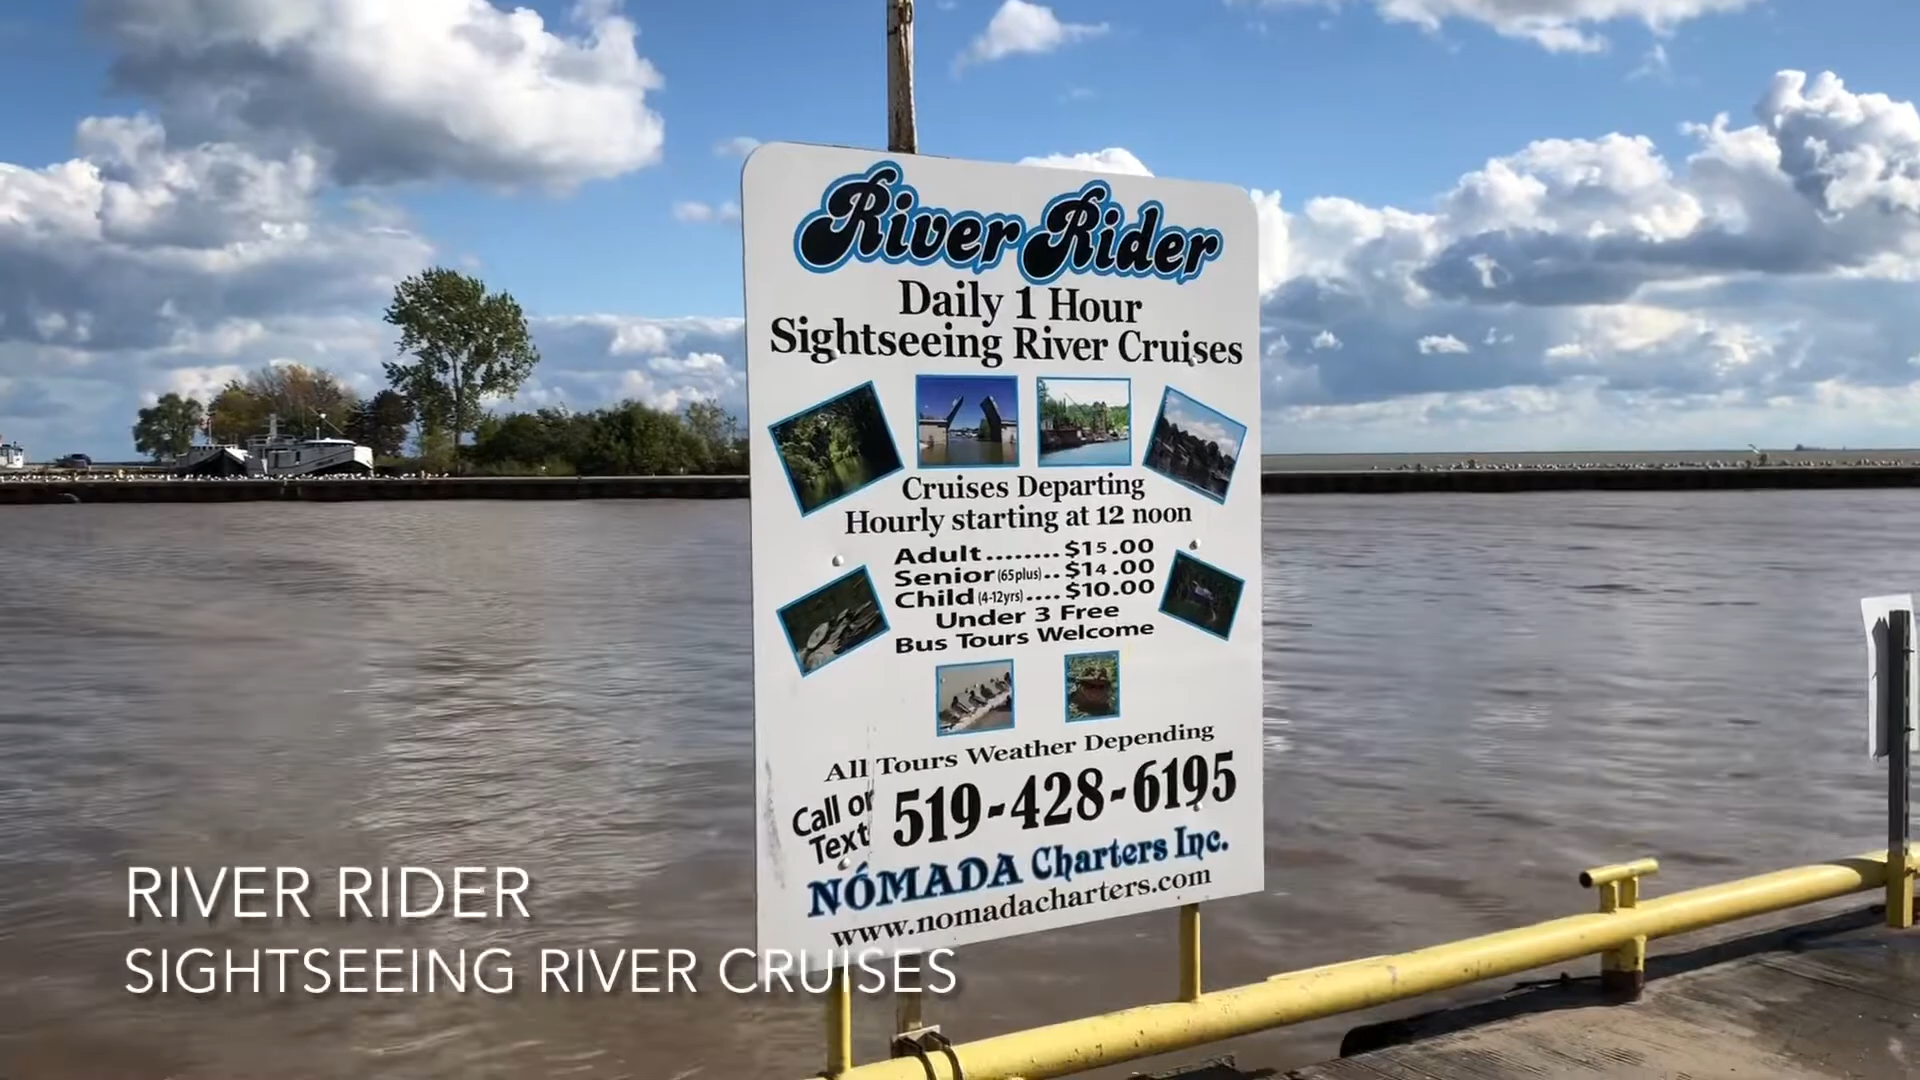 River Rider
Daily 1 Hour
Sightseeing River Cruises
Cruises Departing
Hourly starting at 12 noon
Adult........ $15.00
Senior (65plus).. $14.00
Child (4-12yrs).... $10.00
Under 3 Free
Bus Tours Welcome
All Tours Weather Depending
Call or
Text 519-428-6195
NÓMADA Charters Inc.
www.nomadacharters.com
RIVER RIDER
SIGHTSEEING RIVER CRUISES